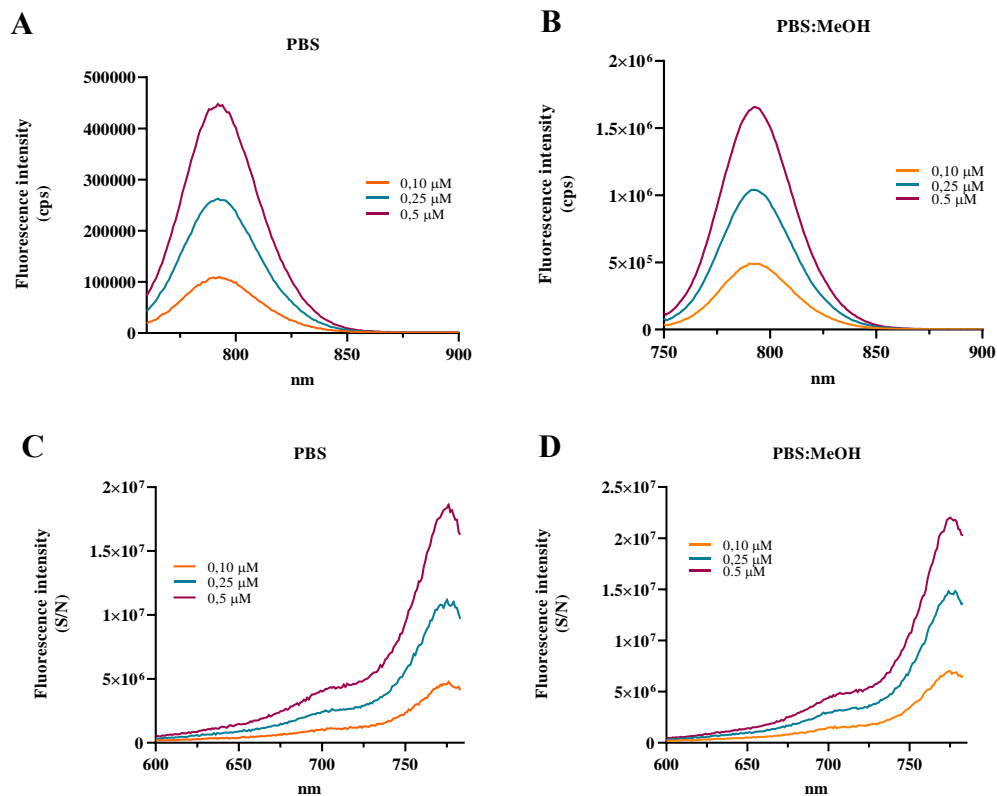 A
PBS
Fluorescence intensity
(cps)
500000
400000
300000
200000
100000
0
800
850
900
nm
0,10 μM
0,25 μM
0,5 μM
B
PBS:MeOH
Fluorescence intensity
(cps)
2×10⁶
1.5×10⁶
1×10⁶
5×10⁵
0
750
800
850
900
nm
0,10 μM
0,25 μM
0.5 μM
C
PBS
Fluorescence intensity
(S/N)
2×10⁷
1.5×10⁷
1×10⁷
5×10⁶
0
600
650
700
750
nm
0,10 μM
0,25 μM
0,5 μM
D
PBS:MeOH
Fluorescence intensity
(S/N)
2.5×10⁷
2×10⁷
1.5×10⁷
1×10⁷
5×10⁶
0
600
650
700
750
nm
0,10 μM
0,25 μM
0.5 μM